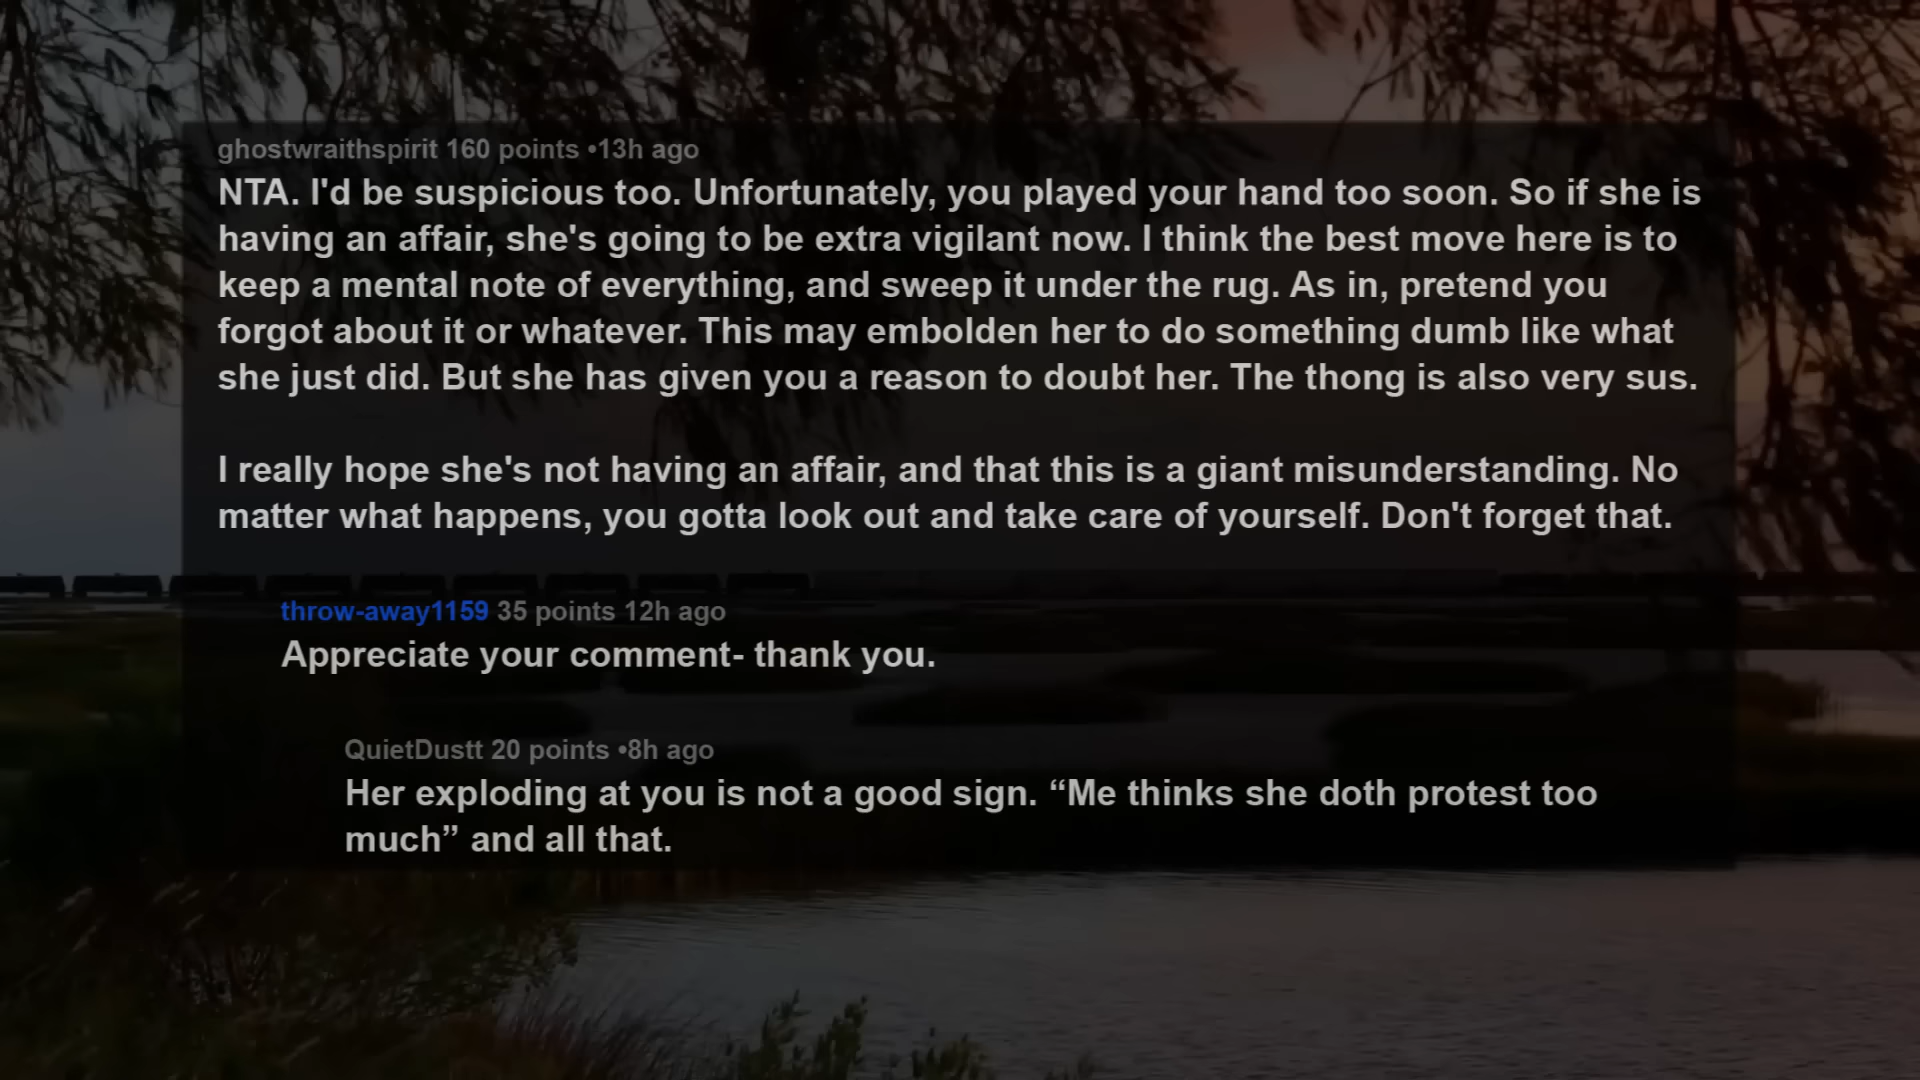 ghostwraithspirit 160 points •13h ago
NTA. I'd be suspicious too. Unfortunately, you played your hand too soon. So if she is
having an affair, she's going to be extra vigilant now. I think the best move here is to
keep a mental note of everything, and sweep it under the rug. As in, pretend you
forgot about it or whatever. This may embolden her to do something dumb like what
she just did. But she has given you a reason to doubt her. The thong is also very sus.
I really hope she's not having an affair, and that this is a giant misunderstanding. No
matter what happens, you gotta look out and take care of yourself. Don't forget that.
throw-away1159 35 points 12h ago
Appreciate your comment- thank you.
QuietDustt 20 points •8h ago
Her exploding at you is not a good sign. “Me thinks she doth protest too
much” and all that.